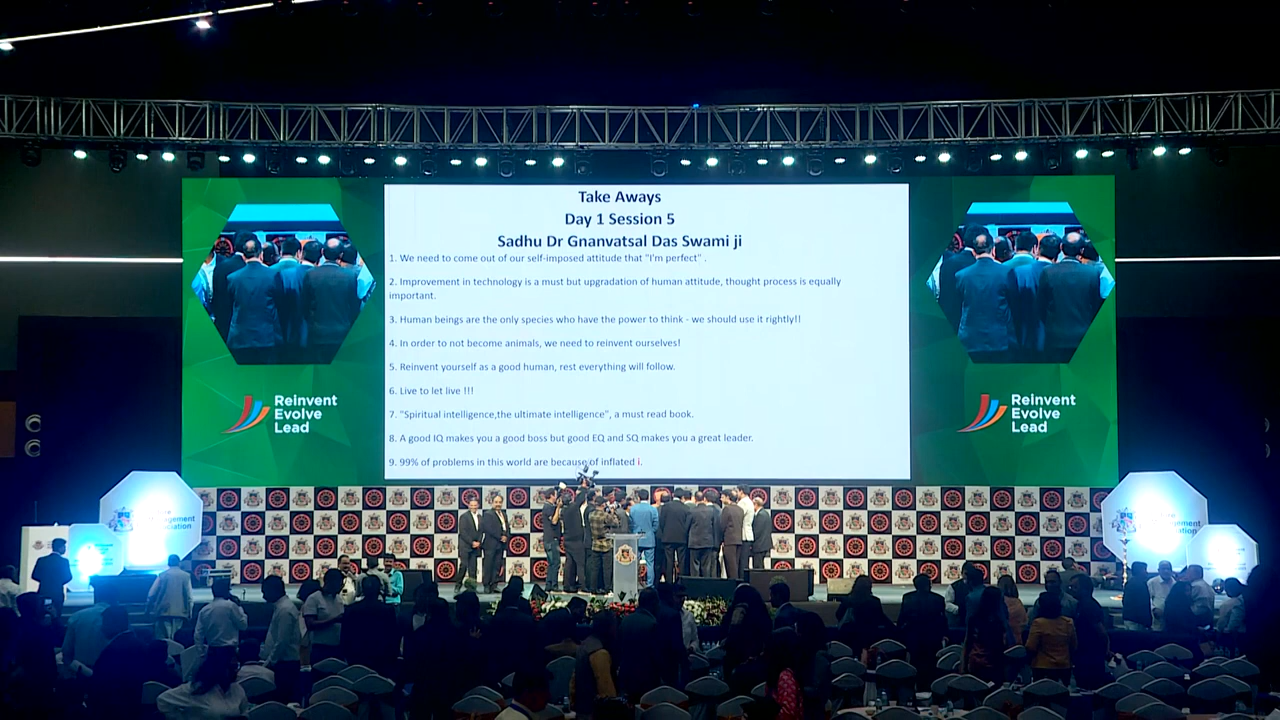 Take Aways
Day 1 Session 5
Sadhu Dr Gnanvatsal Das Swami ji
1. We need to come out of our self-imposed attitude that "I'm perfect" .
2. Improvement in technology is a must but upgradation of human attitude, thought process is equally
important.
3. Human beings are the only species who have the power to think - we should use it rightly!!
4. In order to not become animals, we need to reinvent ourselves!
5. Reinvent yourself as a good human, rest everything will follow.
6. Live to let live !!!
7. "Spiritual intelligence,the ultimate intelligence", a must read book.
8. A good IQ makes you a good boss but good EQ and SQ makes you a great leader.
9. 99% of problems in this world are because of inflated i.
Reinvent
Evolve
Lead
Reinvent
Evolve
Lead